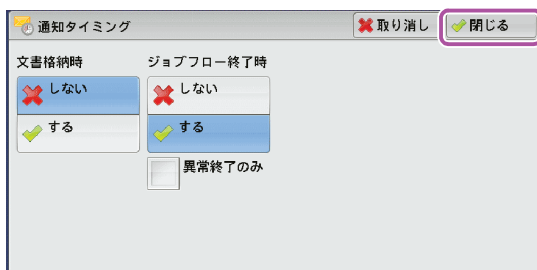 通知タイミング
取り消し
閉じる
文書格納時
ジョブフロー終了時
しない
しない
する
する
異常終了のみ